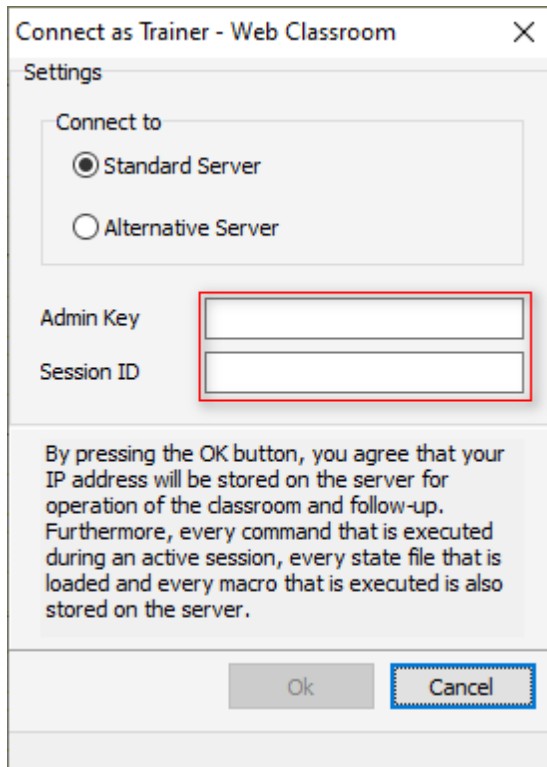 Connect as Trainer - Web Classroom
Settings
Connect to
Standard Server
Alternative Server
Admin Key
Session ID
By pressing the OK button, you agree that your
IP address will be stored on the server for
operation of the classroom and follow-up.
Furthermore, every command that is executed
during an active session, every state file that is
loaded and every macro that is executed is also
stored on the server.
Ok
Cancel